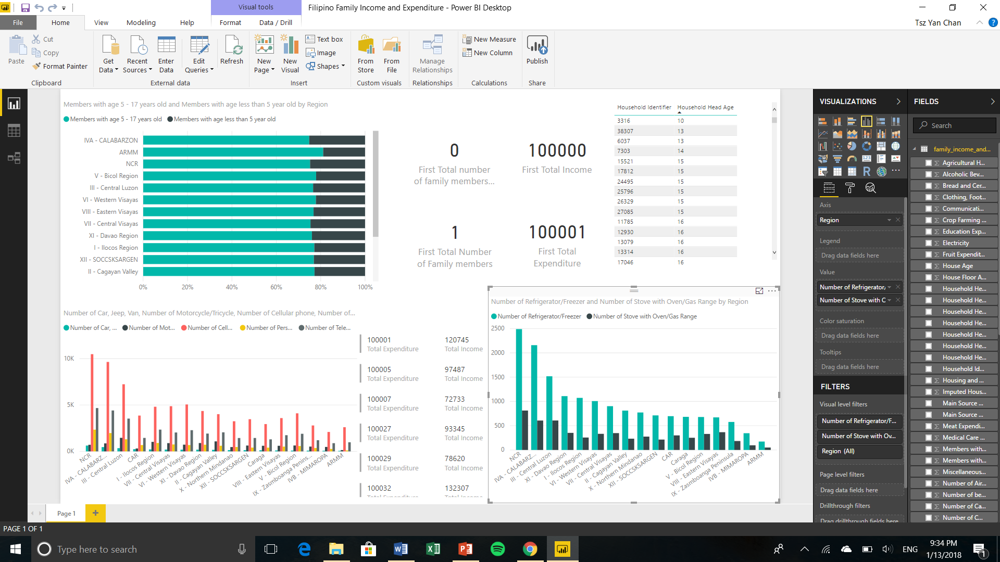 Visual tools
Filipino Family Income and Expenditure - Power BI Desktop
File
Home
View
Modeling
Help
Format
Data / Drill
Tsz Yan Chan
Paste
Cut
Copy
Format Painter
Clipboard
Get Data
Recent Sources
Enter Data
Edit Queries
Refresh
External data
New Page
New Visual
Text box
Image
Shapes
Insert
From Store
From File
Custom visuals
Manage Relationships
Relationships
New Measure
New Column
Calculations
Publish
Share
Members with age 5 - 17 years old and Members with age less than 5 year old by Region
Members with age 5 - 17 years old
Members with age less than 5 year old
IVA - CALABARZON
ARMM
NCR
V - Bicol Region
III - Central Luzon
VI - Western Visayas
VIII - Eastern Visayas
VII - Central Visayas
XI - Davao Region
I - Ilocos Region
XII - SOCCSKSARGEN
II - Cagayan Valley
0% 20% 40% 60% 80% 100%
0
First Total number
of family members...
100000
First Total Income
1
First Total Number
of Family members
100001
First Total
Expenditure
Household Identifier Household Head Age
3316 10
38307 13
6037 13
7303 14
15521 15
17812 15
24495 15
25796 15
26329 15
27085 15
11785 16
12930 16
13079 16
13314 16
17046 16
Number of Car, Jeep, Van, Number of Motorcycle/Tricycle, Number of Cellular phone, Number of...
Number of Car, ...
Number of Mot...
Number of Cell...
Number of Pers...
Number of Tele...
10K
5K
0K
NCR
IVA - CALABARZ...
III - Central Luzon
CAR
I - Ilocos Region
VII - Central Visayas
VI - Western Visayas
XI - Davao Region
II - Cagayan Valley
X - Northern Mindanao
XII - SOCCSKSARGEN
Caraga
VIII - Eastern Visayas
V - Bicol Region
IX - Zasmboanga Penins...
IVB - MIMAROPA
ARMM
100001 120745
Total Expenditure Total Income
100005 97487
Total Expenditure Total Income
100007 72733
Total Expenditure Total Income
100027 93345
Total Expenditure Total Income
100029 78620
Total Expenditure Total Income
100032 132307
Total Expenditure Total Income
Number of Refrigerator/Freezer and Number of Stove with Oven/Gas Range by Region
Number of Refrigerator/Freezer
Number of Stove with Oven/Gas Range
2500
2000
1500
1000
500
0
NCR
IVA - CALABARZ...
III - Central Luzon
XI - Davao Region
I - Ilocos Region
VI - Western Visayas
VII - Central Visayas
II - Cagayan Valley
X - Northern Mindanao
XII - SOCCSKSARGEN
CAR
Caraga
V - Bicol Region
VIII - Eastern Visayas
IX - Zasmboanga Peninsula
IVB - MIMAROPA
ARMM
VISUALIZATIONS
123
R
Axis
Region
Legend
Drag data fields here
Value
Number of Refrigerator/
Number of Stove with C
Color saturation
Drag data fields here
Tooltips
Drag data fields here
FILTERS
Visual level filters
Number of Refrigerator/F...
Number of Stove with Ov...
Region (All)
Page level filters
Drag data fields here
Drillthrough filters
Drag drillthrough fields here
FIELDS
Search
family_income_and...
Agricultural H...
Alcoholic Bev...
Bread and Cer...
Clothing, Foot...
Communicati...
Crop Farming ...
Education Exp...
Electricity
Fruit Expendit...
House Age
House Floor A...
Household He...
Household He...
Household He...
Household He...
Household He...
Household He...
Household He...
Household Id...
Housing and ...
Imputed Hous...
Main Source ...
Main Source ...
Meat Expendi...
Medical Care ...
Members with...
Members with...
Miscellaneous...
Number of Air...
Number of be...
Number of Ca...
Number of C...
Page 1
PAGE 1 OF 1
Type here to search
ENG
9:34 PM
1/13/2018
1